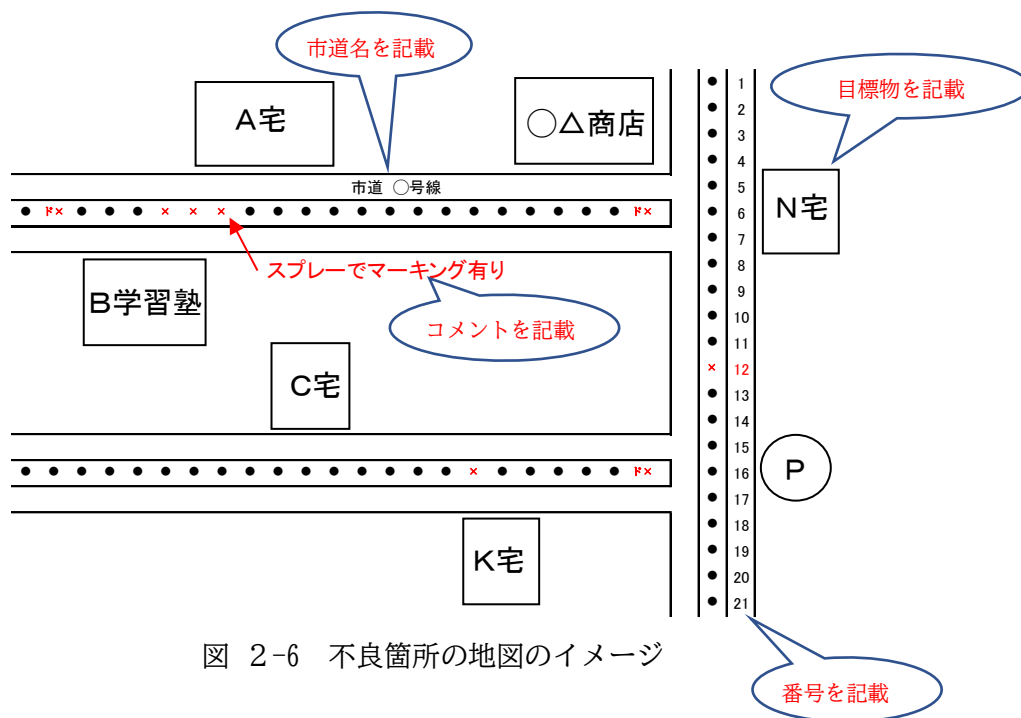 市道名を記載
目標物を記載
A宅
○△商店
1
2
3
4
5
6
7
8
9
10
11
× 12
13
14
15
16
17
18
19
20
21
N宅
市道 ○号線
ド× × × × ド×
スプレーでマーキング有り
B学習塾
コメントを記載
C宅
× ド×
P
K宅
図 2-6 不良箇所の地図のイメージ
番号を記載